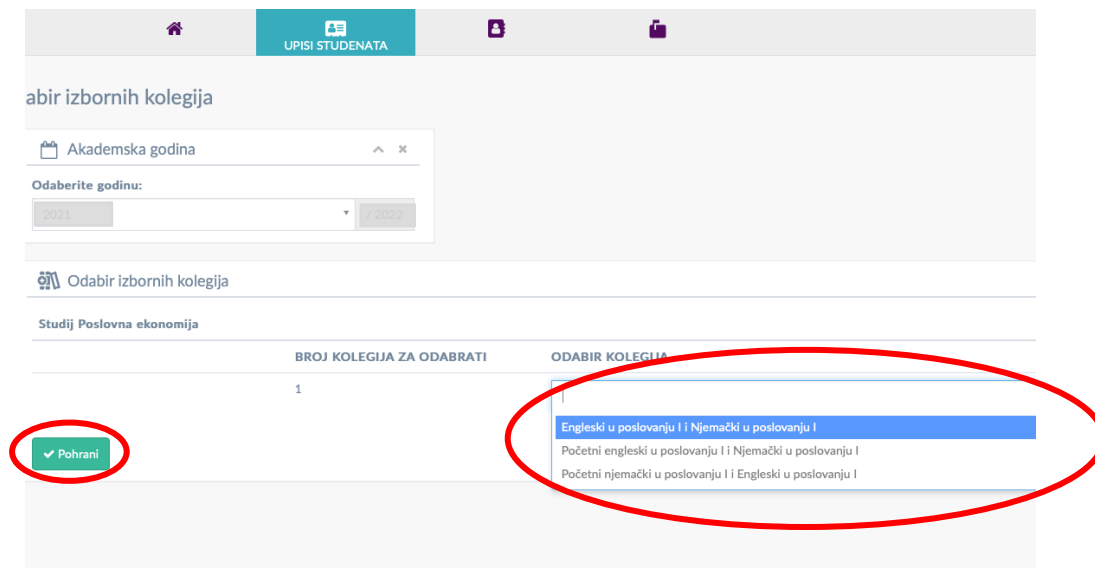 UPISI STUDENATA
abir izbornih kolegija
Akademska godina
Odaberite godinu:
2021 / 2022
Odabir izbornih kolegija
Studij Poslovna ekonomija
BROJ KOLEGIJA ZA ODABRATI ODABIR KOLEGIJA
1
Engleski u poslovanju I i Njemački u poslovanju I
Početni engleski u poslovanju I i Njemački u poslovanju I
Pohrani
Početni njemački u poslovanju I i Engleski u poslovanju I